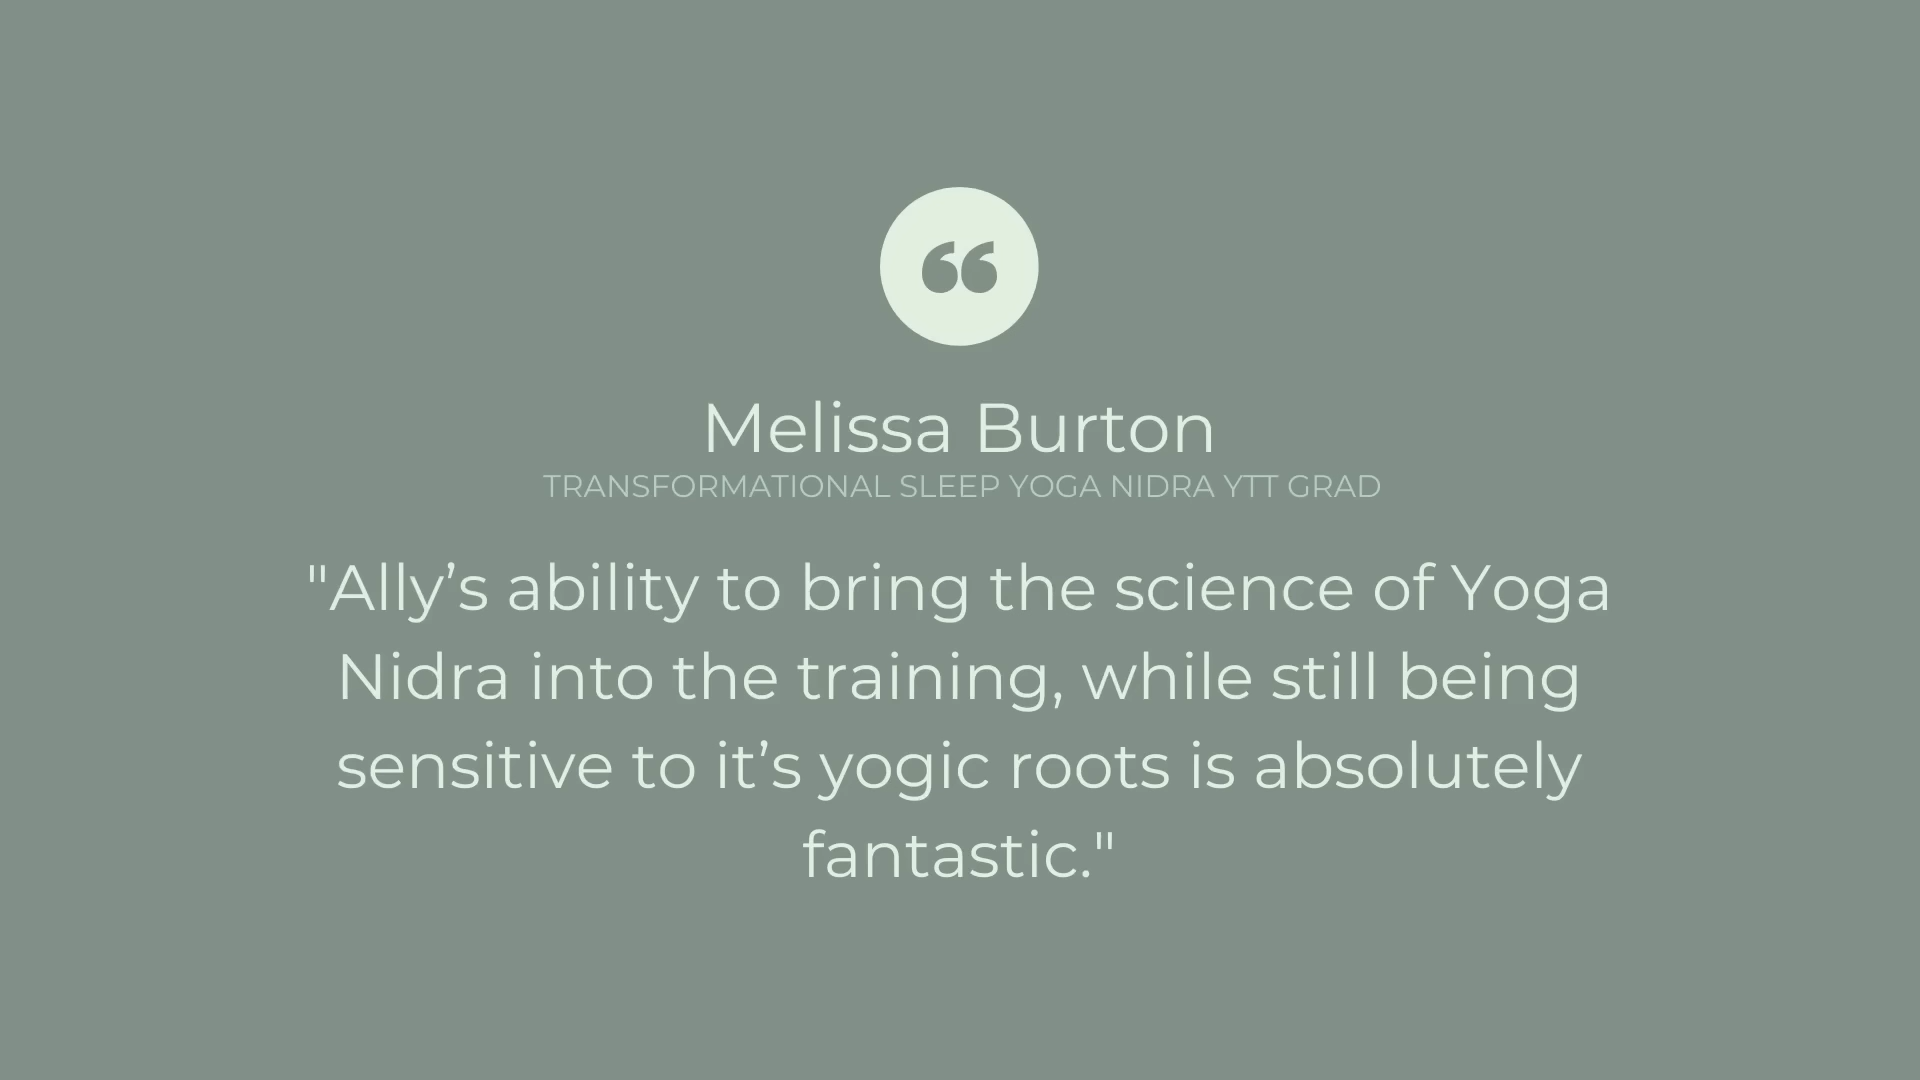 Melissa Burton
TRANSFORMATIONAL SLEEP YOGA NIDRA YTT GRAD
"Ally’s ability to bring the science of Yoga
Nidra into the training, while still being
sensitive to it’s yogic roots is absolutely
fantastic."